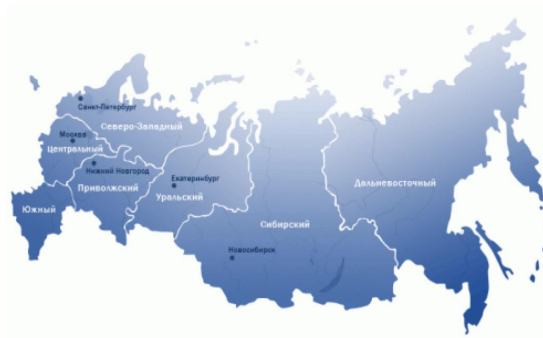 Санкт-Петербург
Северо-Западный
Москва
Центральный
Нижний Новгород
Екатеринбург
Приволжский
Уральский
Дальневосточный
Южный
Сибирский
Новосибирск